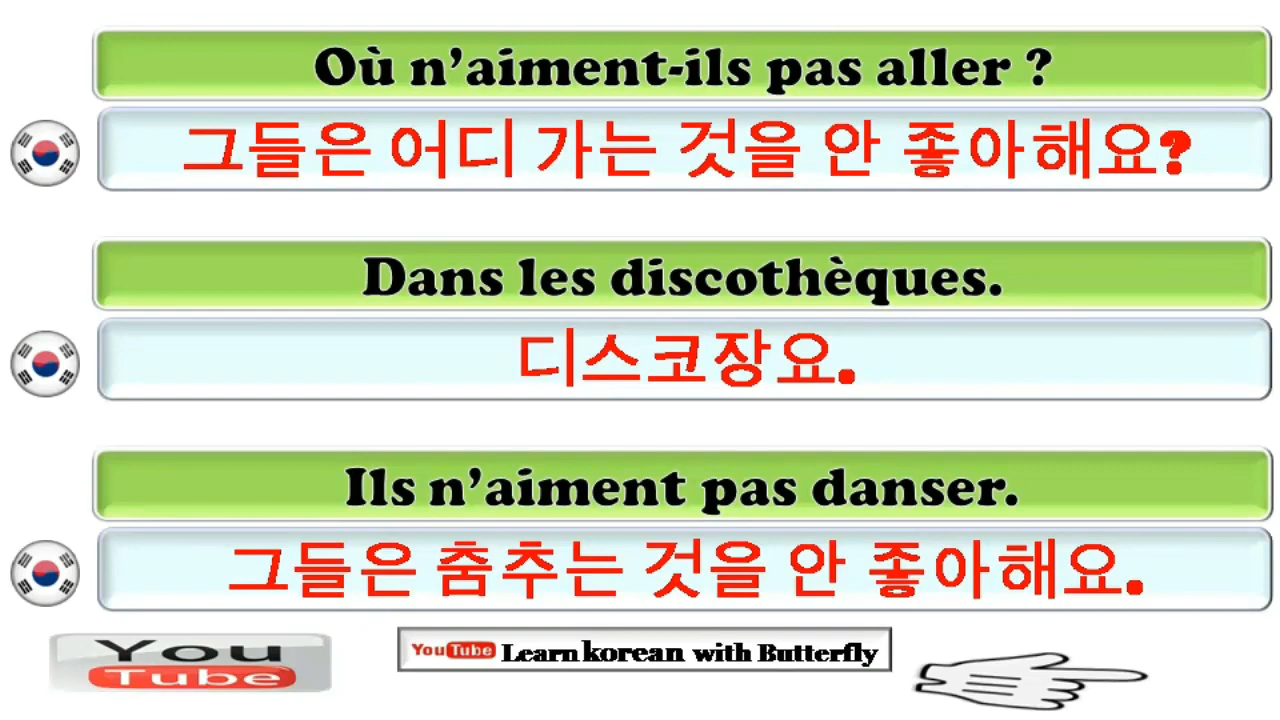 Où n’aiment-ils pas aller ?
그들은 어디 가는 것을 안 좋아해요?
Dans les discothèques.
디스코장요.
Ils n’aiment pas danser.
그들은 춤추는 것을 안 좋아해요.
You Tube
YouTube Learn korean with Butterfly